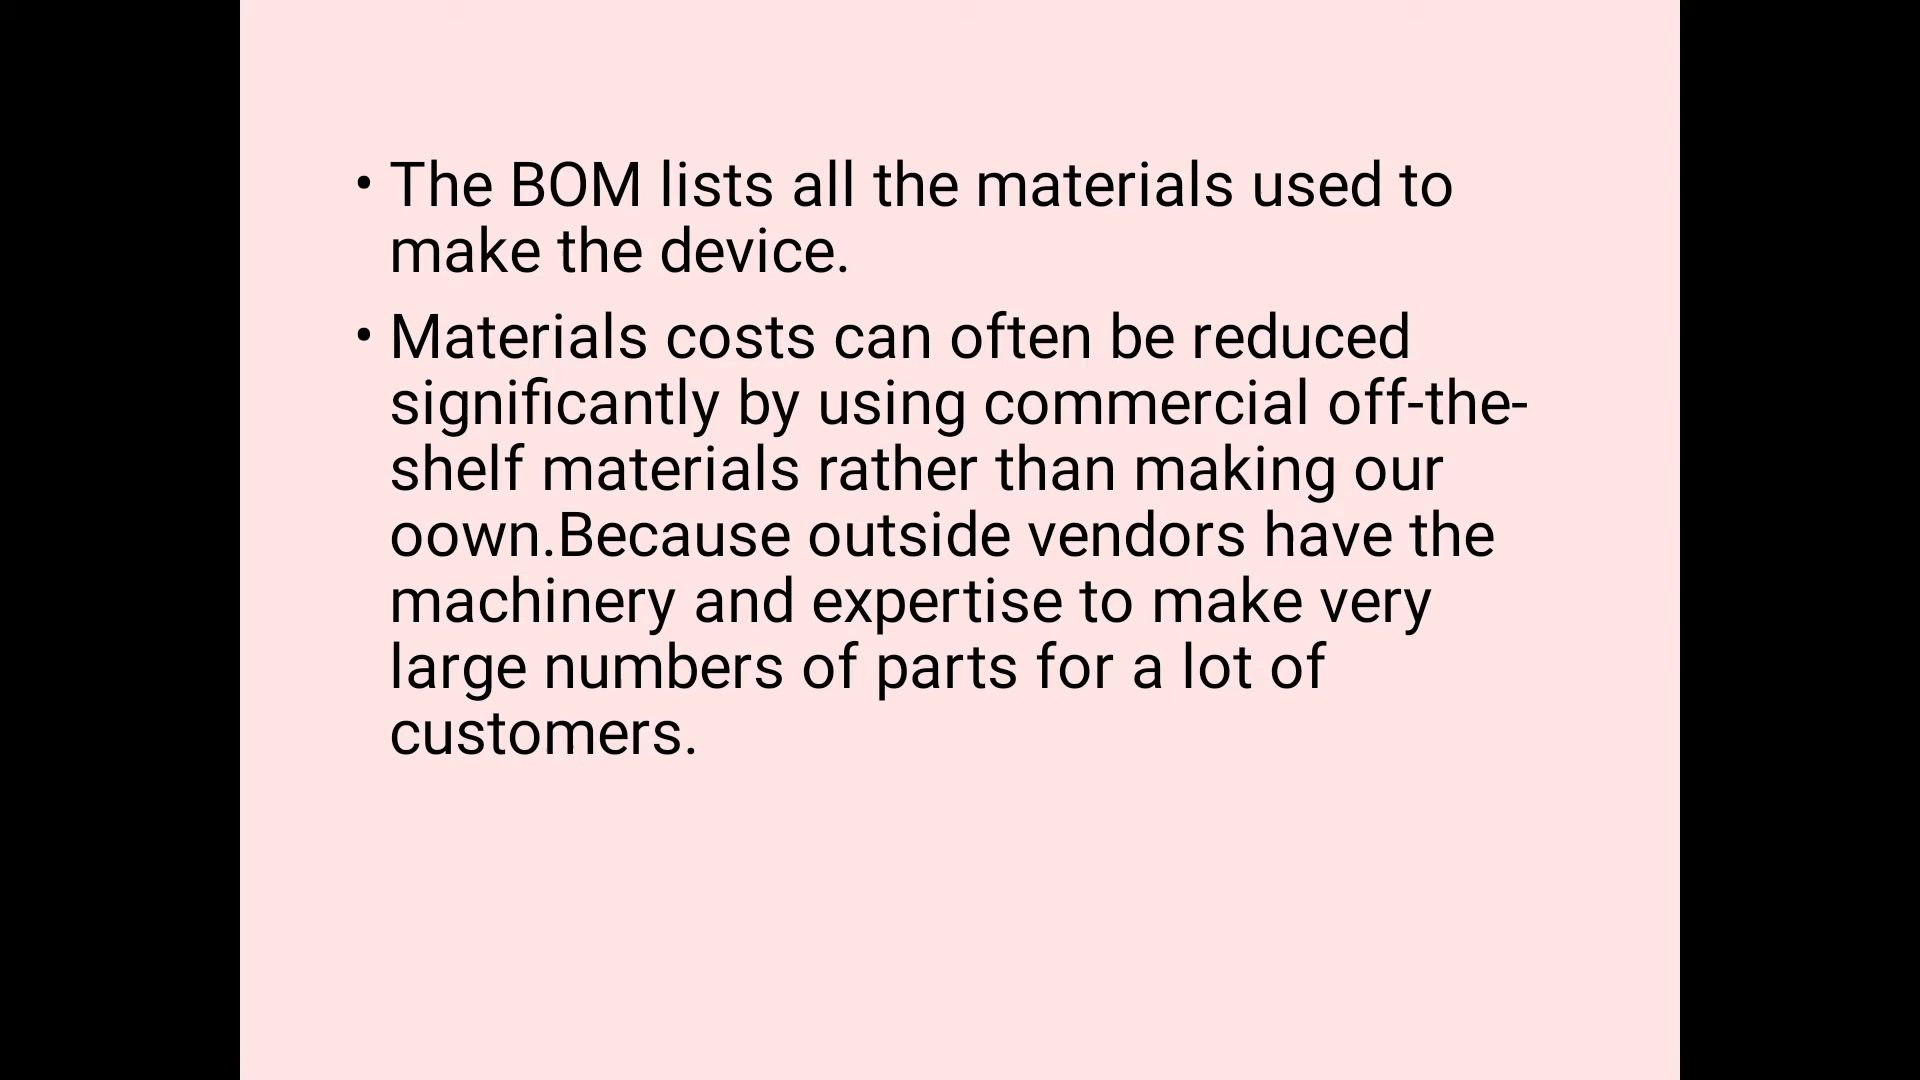 • The BOM lists all the materials used to
make the device.
• Materials costs can often be reduced
significantly by using commercial off-the-
shelf materials rather than making our
oown.Because outside vendors have the
machinery and expertise to make very
large numbers of parts for a lot of
customers.